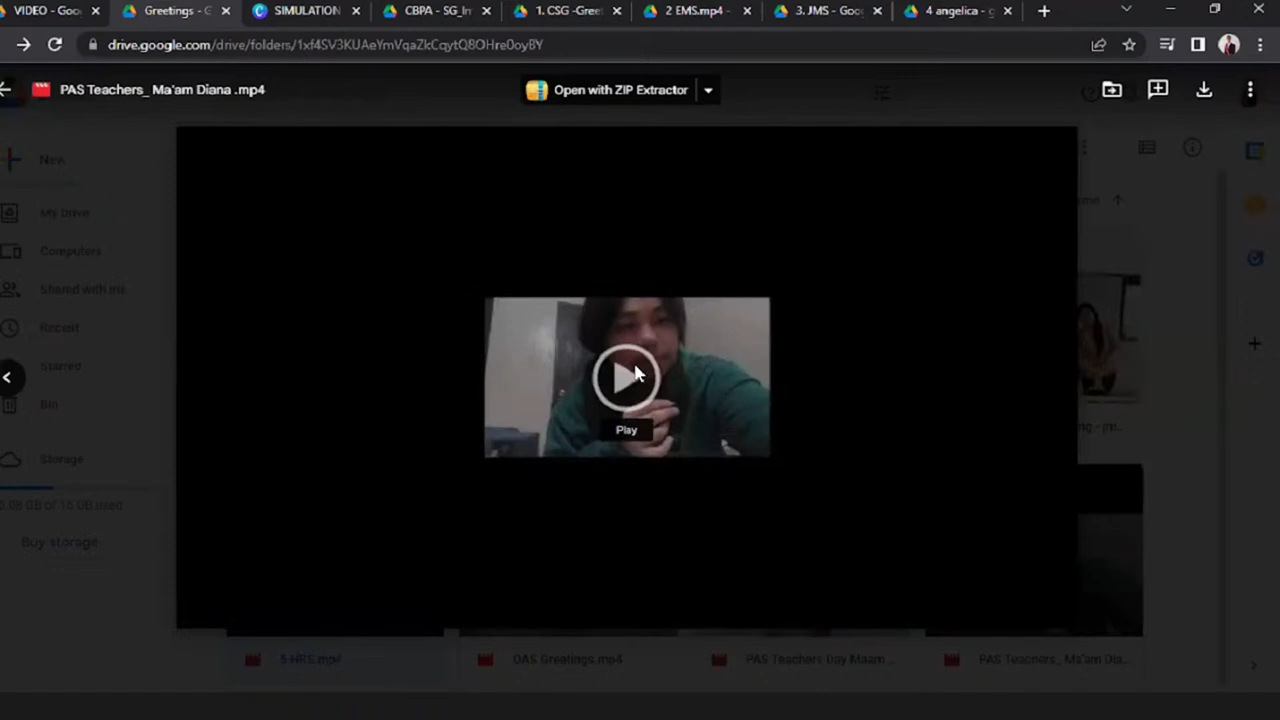 VIDEO - Goo
Greetings - G
SIMULATION
CBPA - SG_In
1. CSG -Gree
2 EMS.mp4 -
3. JMS - Goo
4 angelica - g
drive.google.com/drive/folders/1xf4SV3KUAeYmVqaZkCqytQ8OHre0oyBY
PAS Teachers_ Ma'am Diana .mp4
Open with ZIP Extractor
New
My Drive
Computers
Shared with me
Recent
Starred
Bin
Storage
Buy storage
Play
5 HRS.mp4
OAS Greetings.mp4
PAS Teachers Day Maam ...
PAS Teachers_ Ma'am Dia...